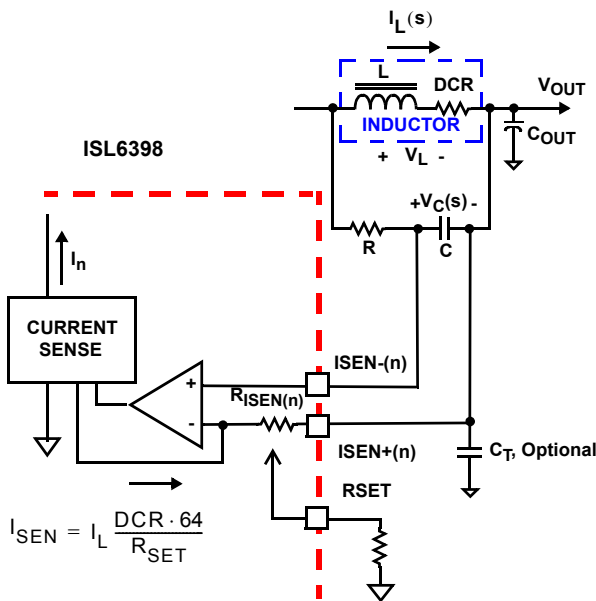 I_L(s)
L
DCR
V_OUT
INDUCTOR
C_OUT
+ V_L -
ISL6398
+V_C(s)-
R
C
I_n
CURRENT
SENSE
+
-
ISEN-(n)
R_ISEN(n)
ISEN+(n)
C_T, Optional
RSET
I_SEN = I_L DCR · 64 / R_SET